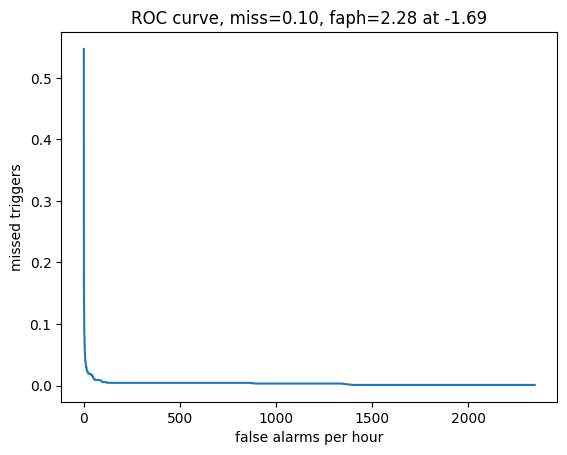 ROC curve, miss=0.10, faph=2.28 at -1.69
0.5
0.4
0.3
0.2
0.1
0.0
missed triggers
0 500 1000 1500 2000
false alarms per hour